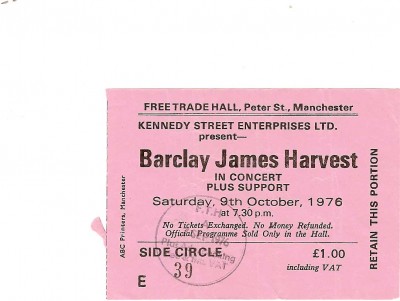 FREE TRADE HALL, Peter St., Manchester
KENNEDY STREET ENTERPRISES LTD.
present—
Barclay James Harvest
IN CONCERT
PLUS SUPPORT
Saturday, 9th October, 1976
at 7.30 p.m.
No Tickets Exchanged. No Money Refunded.
Official Programme Sold Only in the Hall.
SIDE CIRCLE £1.00
including VAT
E 39
F.T.H.
1976
VAT
ABC Printers, Manchester
RETAIN THIS PORTION